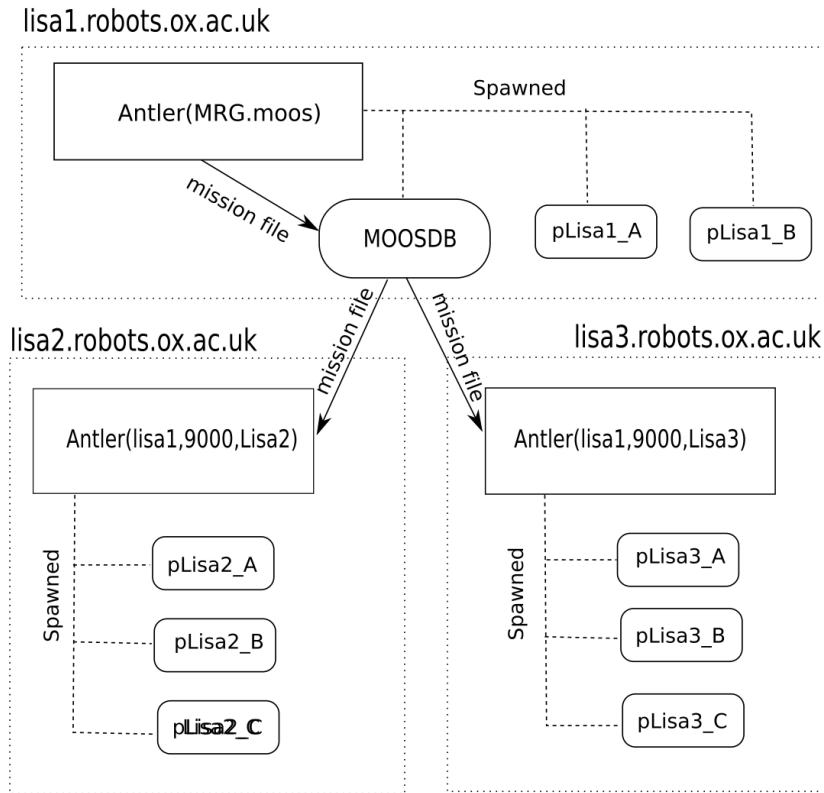 lisa1.robots.ox.ac.uk
Antler(MRG.moos)
Spawned
mission file
MOOSDB
pLisa1_A
pLisa1_B
mission file
mission file
lisa2.robots.ox.ac.uk
lisa3.robots.ox.ac.uk
Antler(lisa1,9000,Lisa2)
Antler(lisa1,9000,Lisa3)
Spawned
pLisa2_A
pLisa2_B
pLisa2_C
Spawned
pLisa3_A
pLisa3_B
pLisa3_C